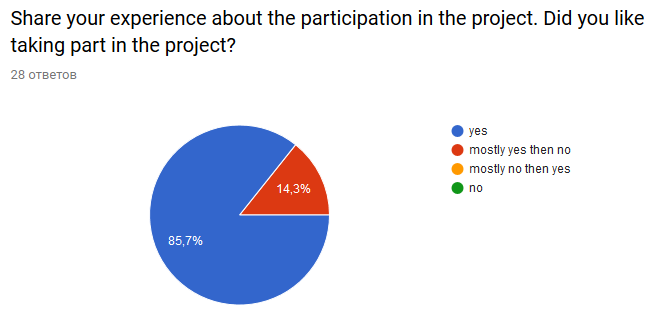 Share your experience about the participation in the project. Did you like
taking part in the project?
28 ответов
yes
mostly yes then no
mostly no then yes
no
14,3%
85,7%